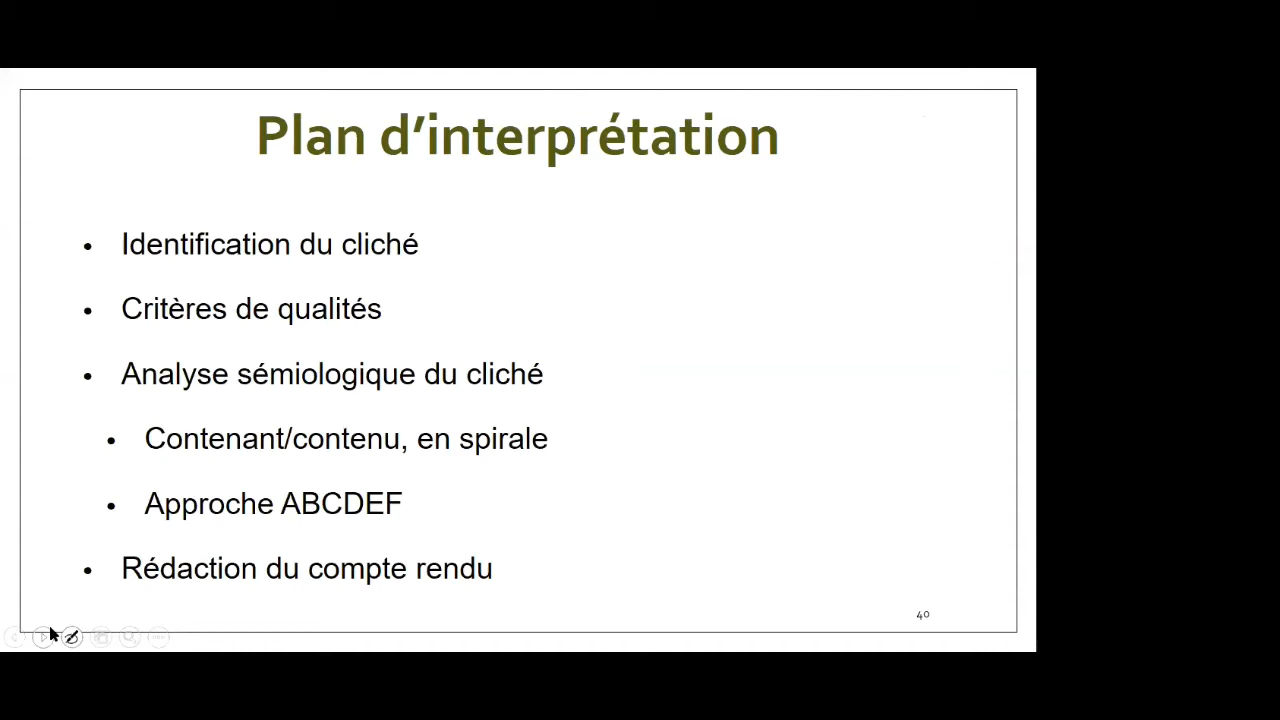 Plan d’interprétation
• Identification du cliché
• Critères de qualités
• Analyse sémiologique du cliché
• Contenant/contenu, en spirale
• Approche ABCDEF
• Rédaction du compte rendu
40